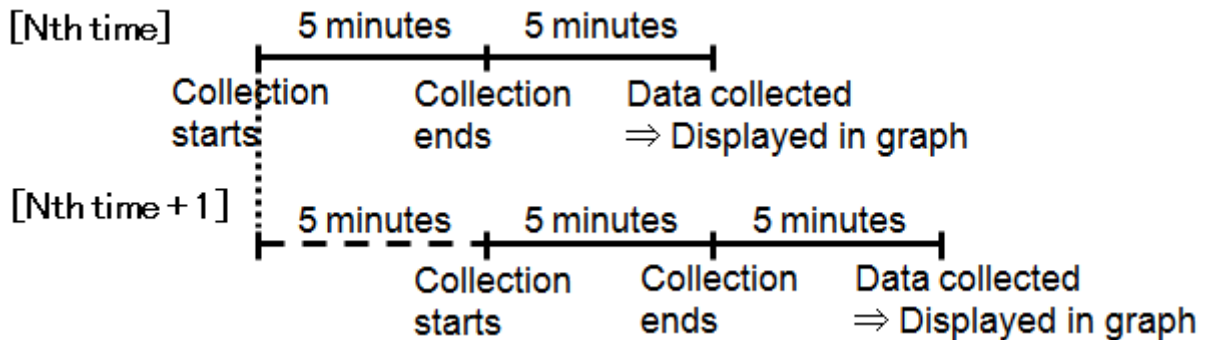 [Nth time]
5 minutes 5 minutes
Collection starts
Collection ends
Data collected
⇒ Displayed in graph
[Nth time + 1]
5 minutes 5 minutes 5 minutes
Collection starts
Collection ends
Data collected
⇒ Displayed in graph